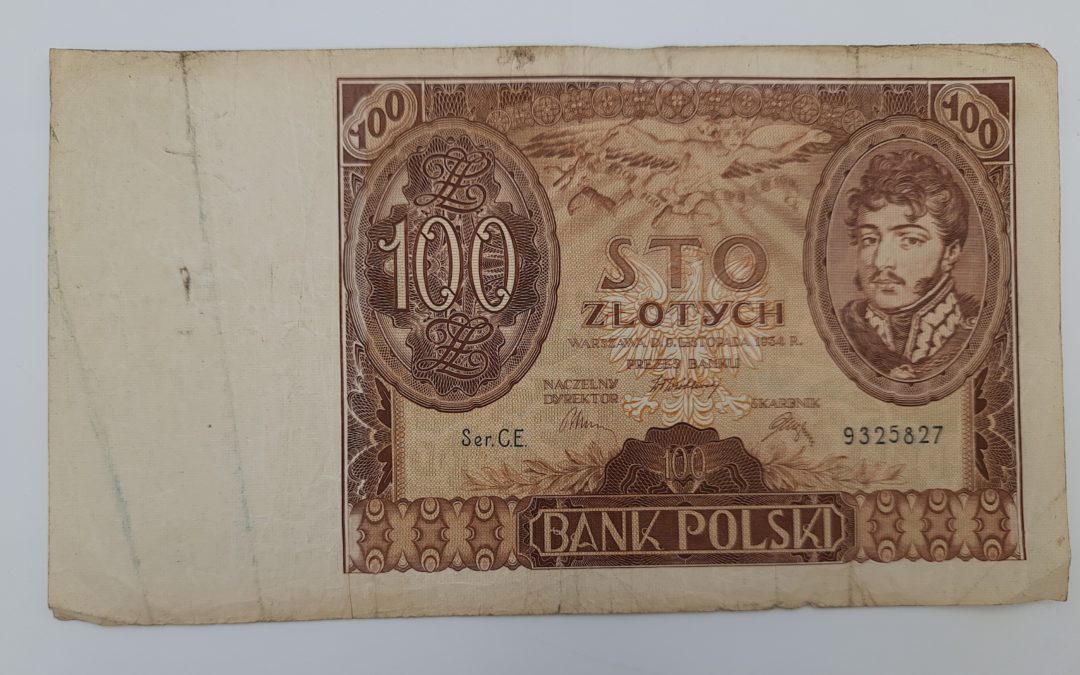 100
100
100
STO
ZŁOTYCH
WARSZAWA, D. 9. LISTOPADA 1934 R.
PREZES BANKU
NACZELNY
DYREKTOR
SKARBNIK
Ser. C.E.
9325827
100
BANK POLSKI